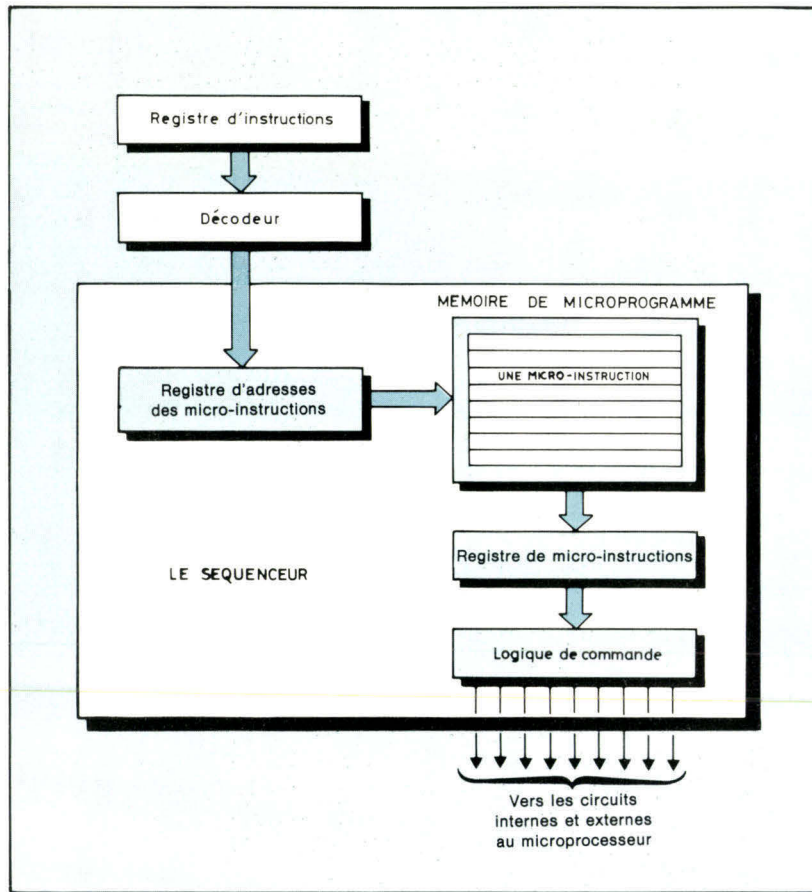 Registre d'instructions
Décodeur
MEMOIRE DE MICROPROGRAMME
Registre d'adresses
des micro-instructions
UNE MICRO-INSTRUCTION
Registre de micro-instructions
LE SEQUENCEUR
Logique de commande
Vers les circuits
internes et externes
au microprocesseur